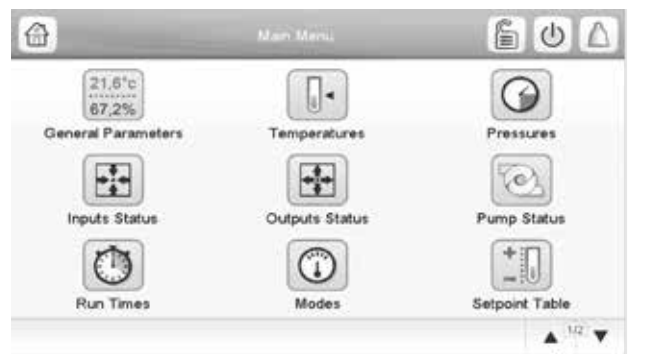 Main Menu
21,6°c
67,2%
General Parameters
Temperatures
Pressures
Inputs Status
Outputs Status
Pump Status
Run Times
Modes
Setpoint Table
1/2